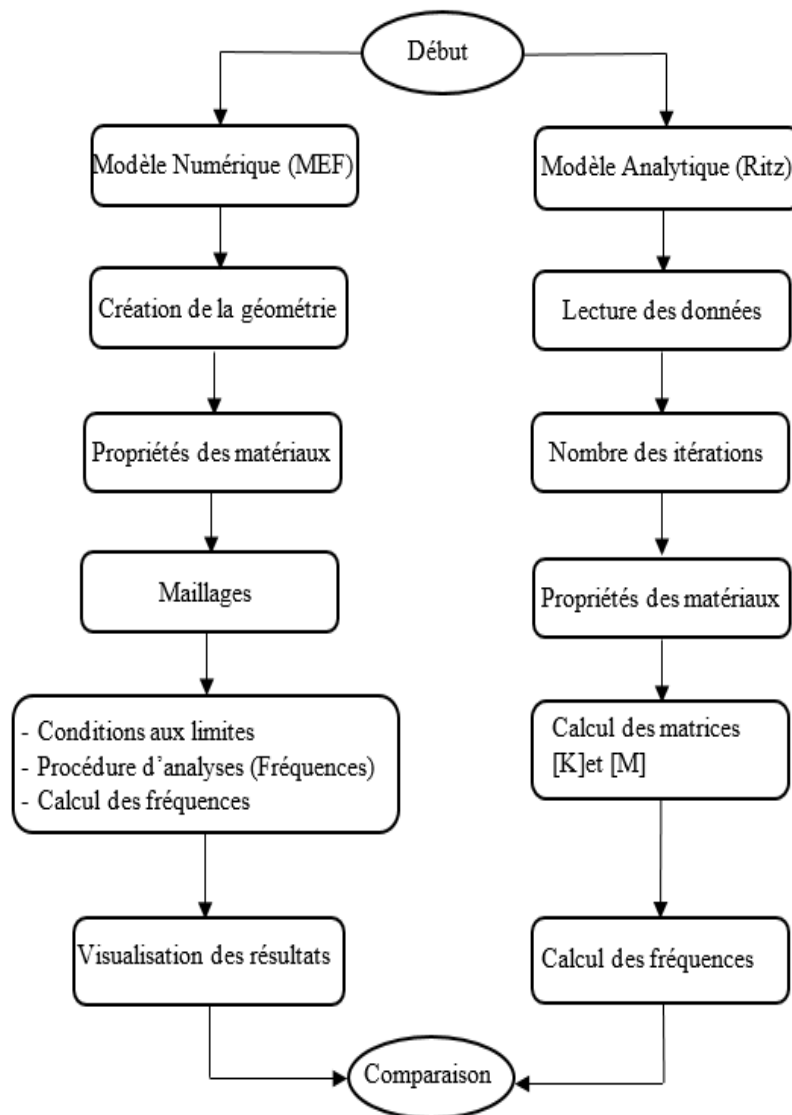 Début
Modèle Numérique (MEF)
Création de la géométrie
Propriétés des matériaux
Maillages
- Conditions aux limites
- Procédure d’analyses (Fréquences)
- Calcul des fréquences
Visualisation des résultats
Modèle Analytique (Ritz)
Lecture des données
Nombre des itérations
Propriétés des matériaux
Calcul des matrices
[K]et [M]
Calcul des fréquences
Comparaison